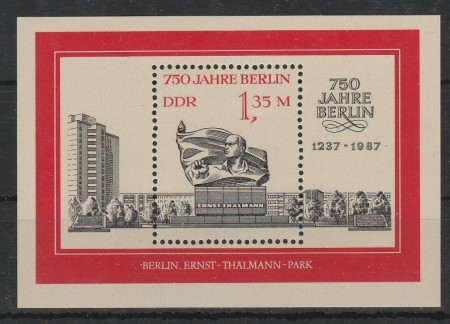 750 JAHRE BERLIN
DDR 1,35 M
750
JAHRE
BERLIN
1237 - 1987
ERNST THÄLMANN
BERLIN, ERNST-THÄLMANN-PARK